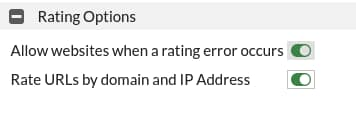 Rating Options
Allow websites when a rating error occurs
Rate URLs by domain and IP Address